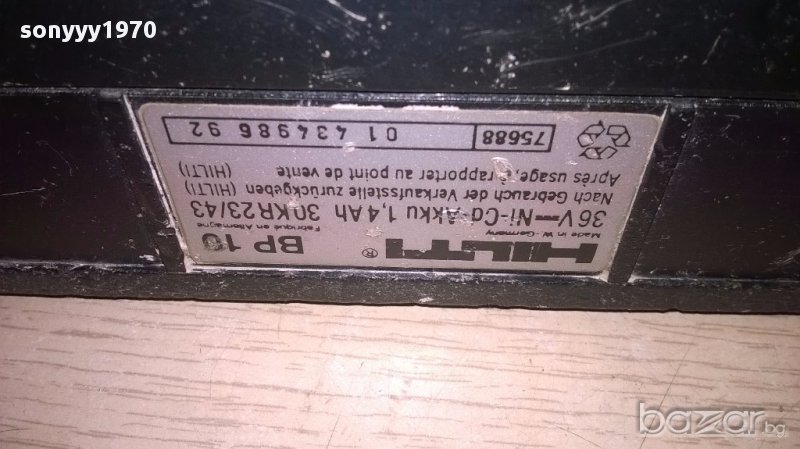 sonyyy1970
HILTI ® BP 10
Made in W.-Germany Fabriqué en Allemagne
36V Ni-Cd-Akku 1,4Ah 30KR23/43
Nach Gebrauch der Verkaufsstelle zurückgeben (HILTI)
Après usage, à rapporter au point de vente (HILTI)
75688 01 434986 92
bazar.bg